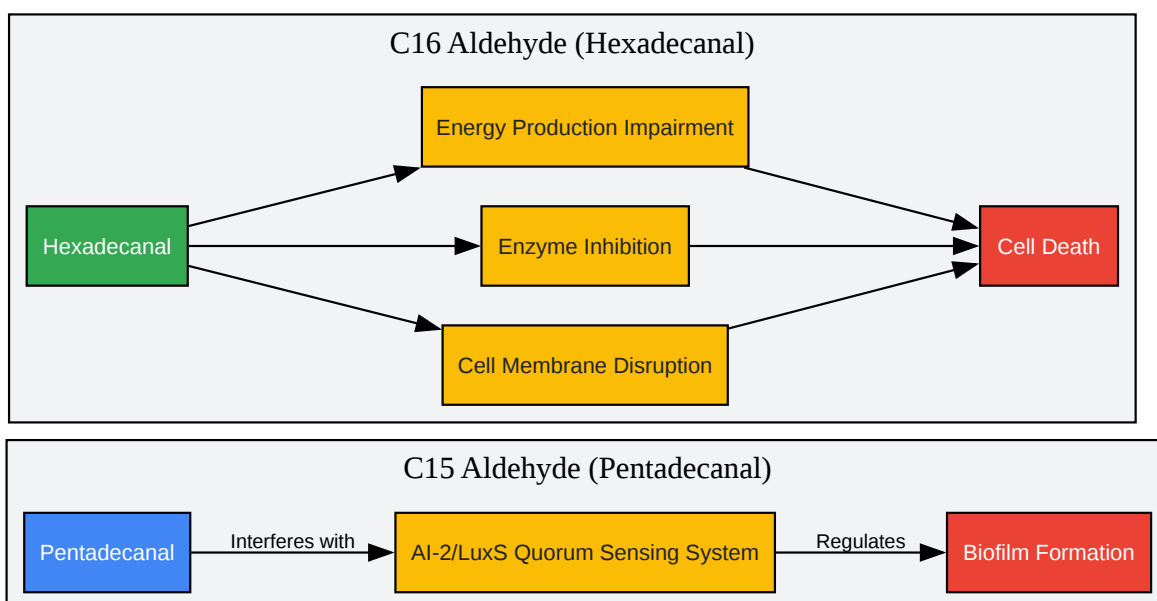 C16 Aldehyde (Hexadecanal)
Energy Production Impairment
Hexadecanal
Enzyme Inhibition
Cell Death
Cell Membrane Disruption
C15 Aldehyde (Pentadecanal)
Pentadecanal
Interferes with
AI-2/LuxS Quorum Sensing System
Regulates
Biofilm Formation